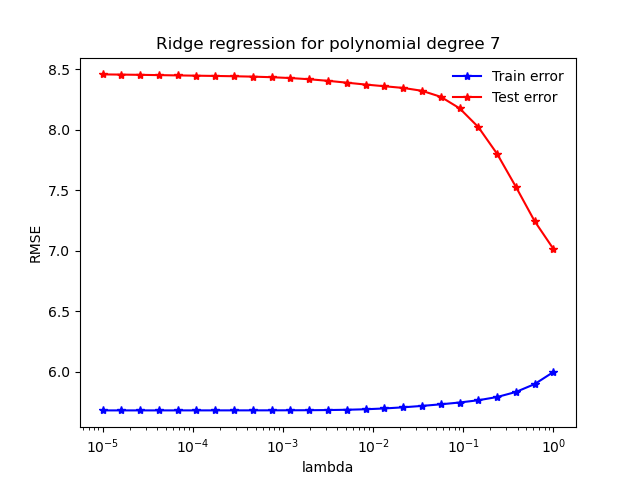 Ridge regression for polynomial degree 7
8.5
8.0
7.5
7.0
6.5
6.0
RMSE
Train error
Test error
10⁻⁵
10⁻⁴
10⁻³
10⁻²
10⁻¹
10⁰
lambda